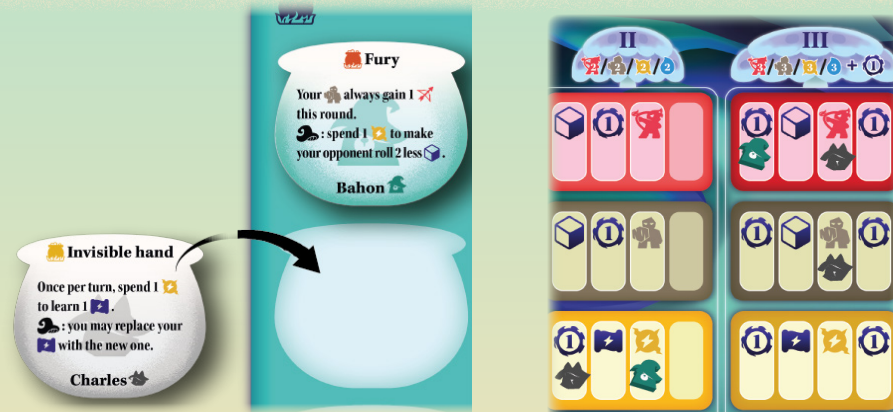 Fury
Your always gain 1
this round.
: spend 1 to make
your opponent roll 2 less .
Bahon
Invisible hand
Once per turn, spend 1
to learn 1 .
: you may replace your
with the new one.
Charles
II
2/2/2/2
III
3/3/3/3 + 1
1
1 1
1
1 1
1
1 1